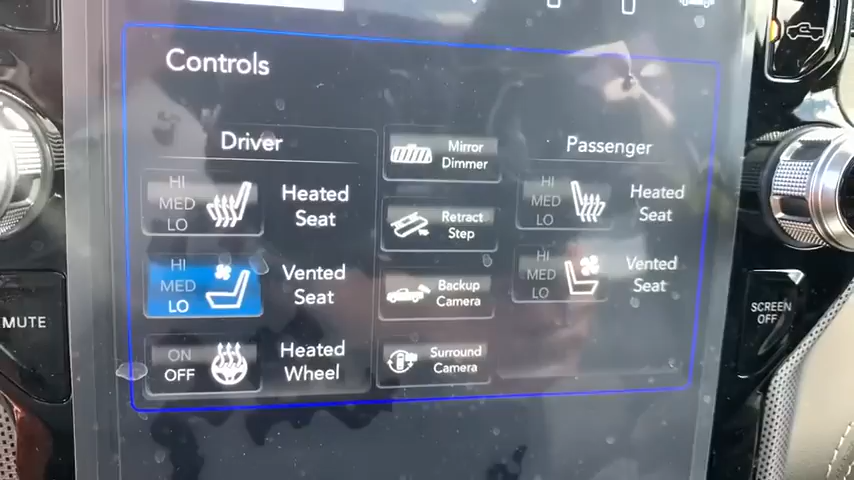 Controls
Driver
HI
MED
LO
Heated
Seat
HI
MED
LO
Vented
Seat
ON
OFF
Heated
Wheel
Mirror
Dimmer
Retract
Step
Backup
Camera
Surround
Camera
Passenger
HI
MED
LO
Heated
Seat
HI
MED
LO
Vented
Seat
MUTE
SCREEN
OFF